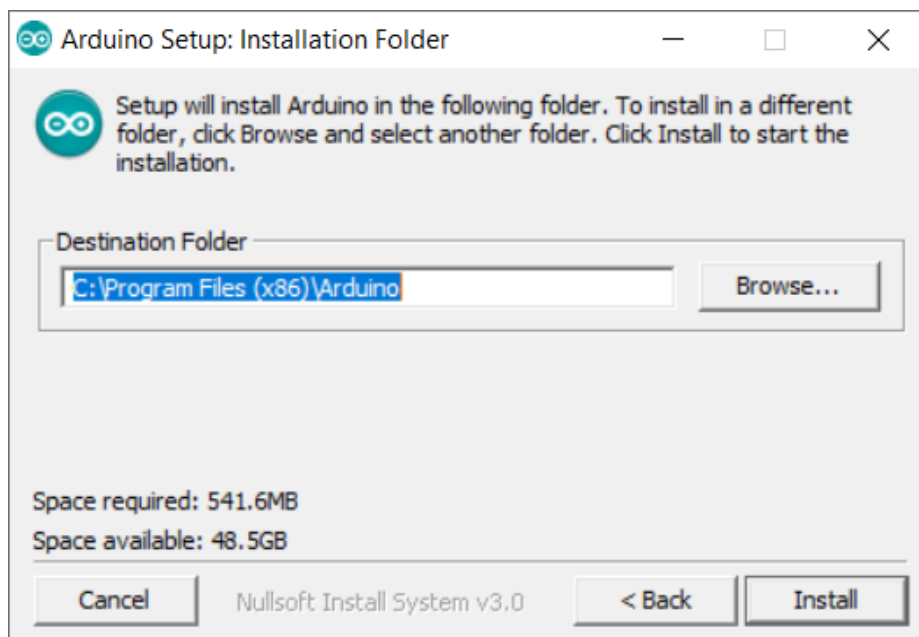 Arduino Setup: Installation Folder
Setup will install Arduino in the following folder. To install in a different
folder, click Browse and select another folder. Click Install to start the
installation.
Destination Folder
C:\Program Files (x86)\Arduino
Browse...
Space required: 541.6MB
Space available: 48.5GB
Cancel
Nullsoft Install System v3.0
< Back
Install